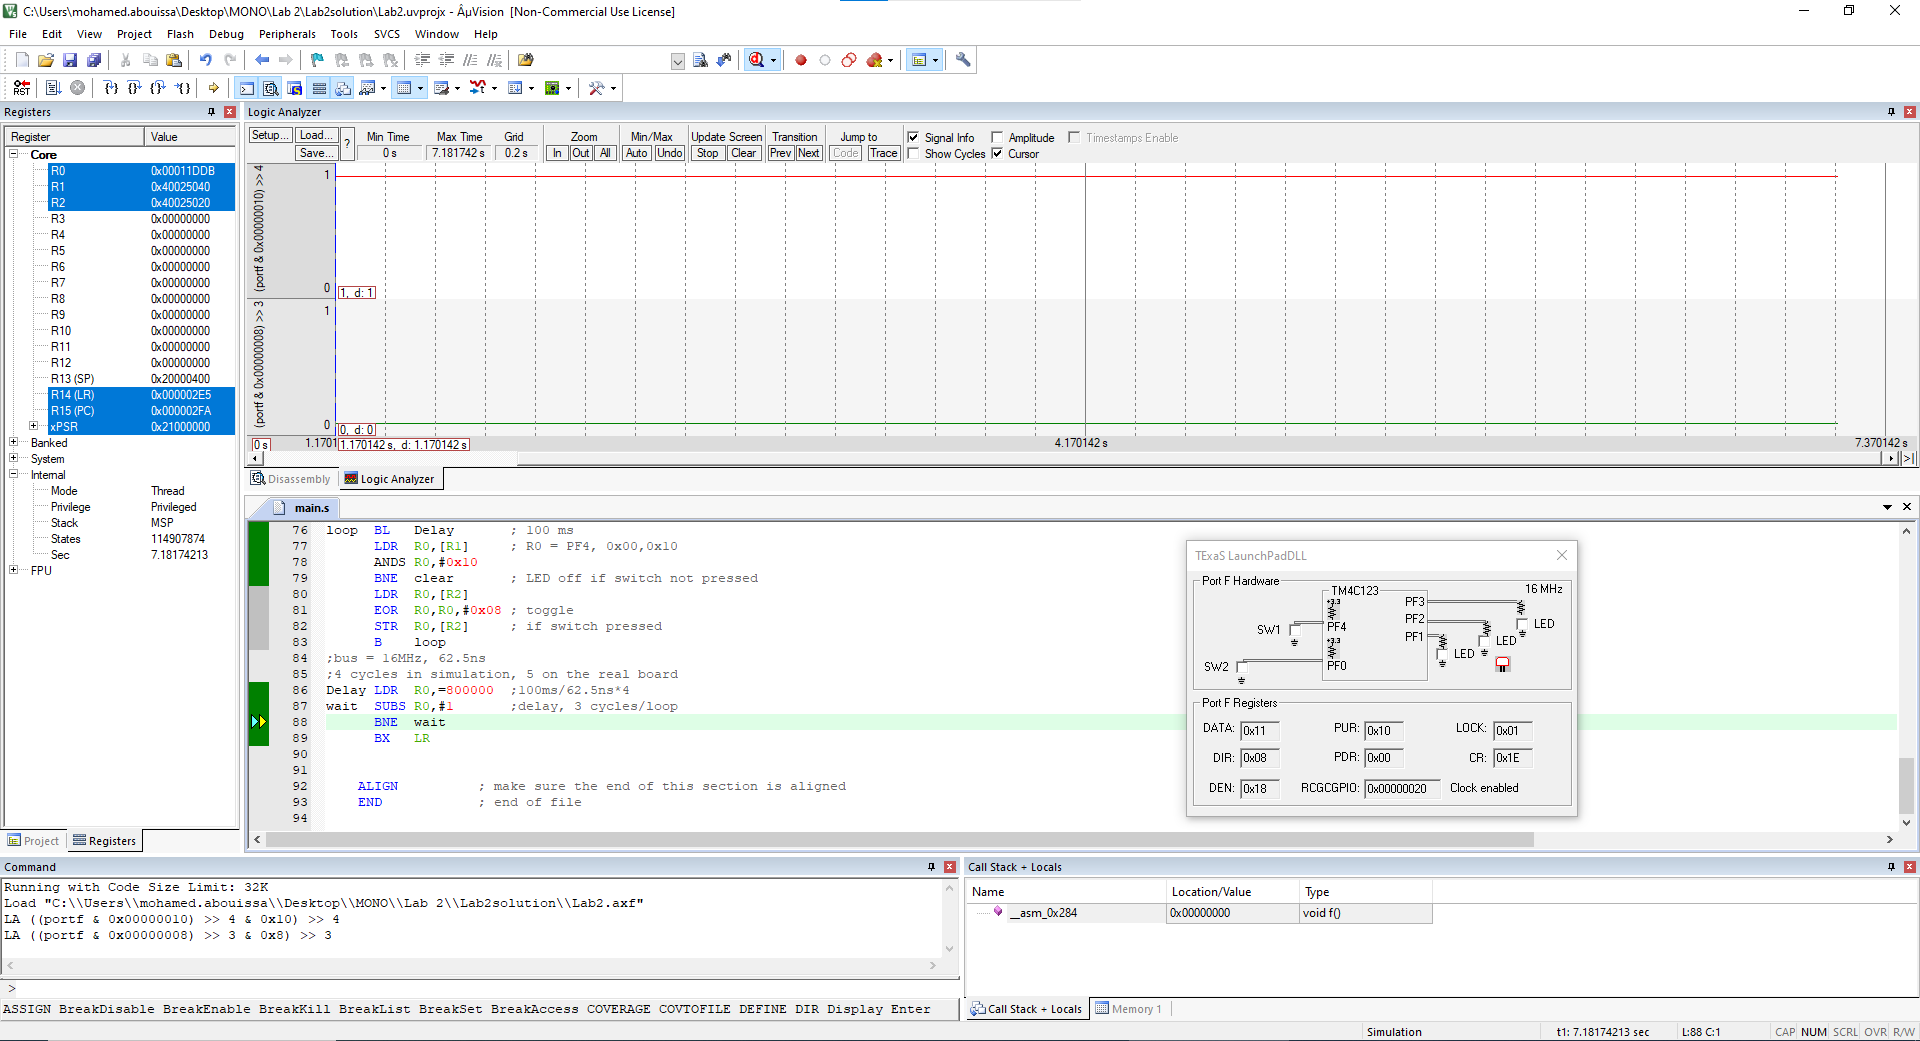 C:\Users\mohamed.abouissa\Desktop\MONO\Lab 2\Lab2solution\Lab2.uvprojx - ÂµVision [Non-Commercial Use License]
File Edit View Project Flash Debug Peripherals Tools SVCS Window Help
RST
Registers
Register Value
Core
R0 0x00011DDB
R1 0x40025040
R2 0x40025020
R3 0x00000000
R4 0x00000000
R5 0x00000000
R6 0x00000000
R7 0x00000000
R8 0x00000000
R9 0x00000000
R10 0x00000000
R11 0x00000000
R12 0x00000000
R13 (SP) 0x20000400
R14 (LR) 0x000002E5
R15 (PC) 0x000002FA
xPSR 0x21000000
Banked
System
Internal
Mode Thread
Privilege Privileged
Stack MSP
States 114907874
Sec 7.18174213
FPU
Project Registers
Logic Analyzer
Setup... Load... ? Min Time Max Time Grid Zoom Min/Max Update Screen Transition Jump to Signal Info Amplitude Timestamps Enable
Save... 0 s 7.181742 s 0.2 s In Out All Auto Undo Stop Clear Prev Next Code Trace Show Cycles Cursor
(portf & 0x00000010) >> 4
1
0
1, d: 1
(portf & 0x00000008) >> 3
1
0
0, d: 0
0 s 1.1701 1.170142 s, d: 1.170142 s 4.170142 s 7.370142 s
Disassembly Logic Analyzer
main.s
76 loop BL Delay ; 100 ms
77 LDR R0,[R1] ; R0 = PF4, 0x00,0x10
78 ANDS R0,#0x10
79 BNE clear ; LED off if switch not pressed
80 LDR R0,[R2]
81 EOR R0,R0,#0x08 ; toggle
82 STR R0,[R2] ; if switch pressed
83 B loop
84 ;bus = 16MHz, 62.5ns
85 ;4 cycles in simulation, 5 on the real board
86 Delay LDR R0,=800000 ;100ms/62.5ns*4
87 wait SUBS R0,#1 ;delay, 3 cycles/loop
88 BNE wait
89 BX LR
90
91
92 ALIGN ; make sure the end of this section is aligned
93 END ; end of file
94
TExaS LaunchPadDLL
Port F Hardware
TM4C123 16 MHz
+3.3 PF3
SW1 PF4 PF2 LED
+3.3 PF1 LED
LED
SW2 PF0
Port F Registers
DATA: 0x11 PUR: 0x10 LOCK: 0x01
DIR: 0x08 PDR: 0x00 CR: 0x1E
DEN: 0x18 RCGCGPIO: 0x00000020 Clock enabled
Command
Running with Code Size Limit: 32K
Load "C:\\Users\\mohamed.abouissa\\Desktop\\MONO\\Lab 2\\Lab2solution\\Lab2.axf"
LA ((portf & 0x00000010) >> 4 & 0x10) >> 4
LA ((portf & 0x00000008) >> 3 & 0x8) >> 3
>
ASSIGN BreakDisable BreakEnable BreakKill BreakList BreakSet BreakAccess COVERAGE COVTOFILE DEFINE DIR Display Enter
Call Stack + Locals
Name Location/Value Type
__asm_0x284 0x00000000 void f()
Call Stack + Locals Memory 1
Simulation t1: 7.18174213 sec L:88 C:1 CAP NUM SCRL OVR R/W